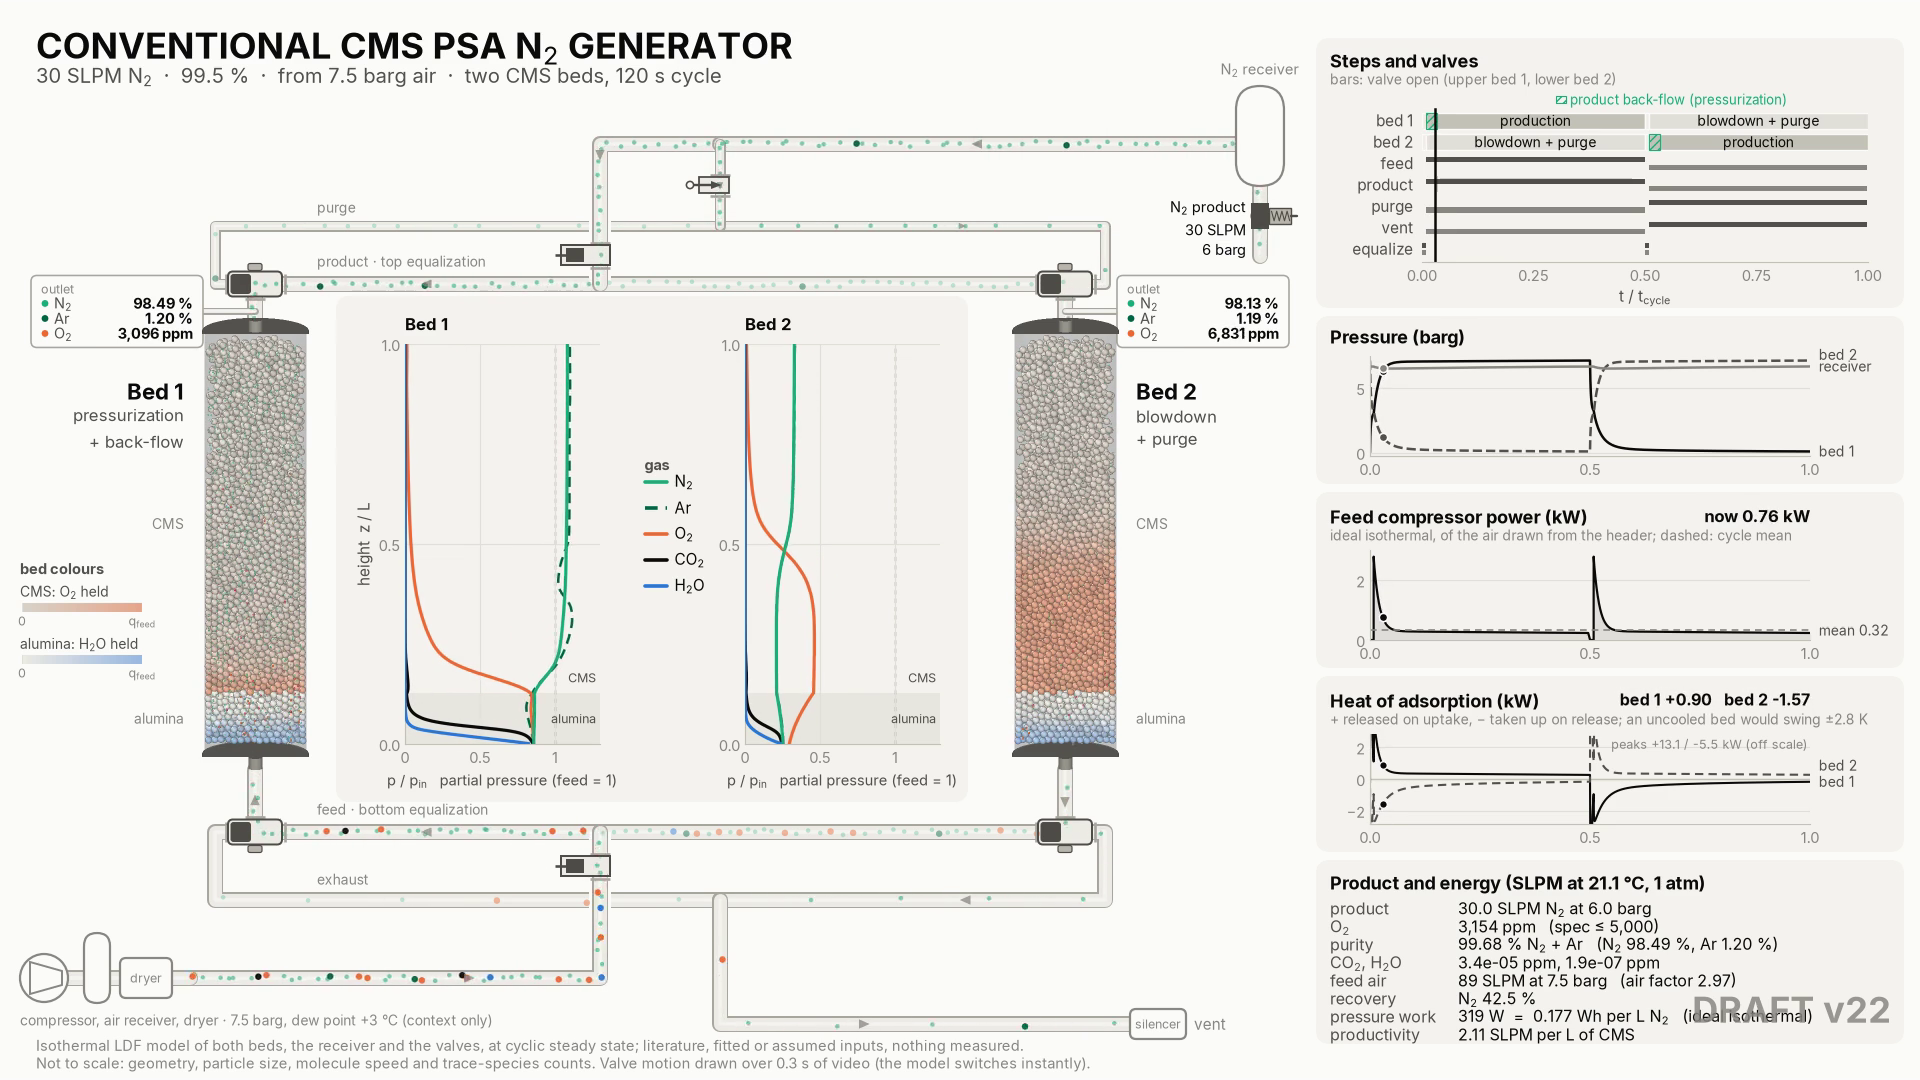 CONVENTIONAL CMS PSA N₂ GENERATOR
30 SLPM N₂ · 99.5 % · from 7.5 barg air · two CMS beds, 120 s cycle
N₂ receiver
purge
product · top equalization
N₂ product
30 SLPM
6 barg
outlet
N₂ 98.49 %
Ar 1.20 %
O₂ 3,096 ppm
outlet
N₂ 98.13 %
Ar 1.19 %
O₂ 6,831 ppm
Bed 1
pressurization
+ back-flow
CMS
bed colours
CMS: O₂ held
0 q_feed
alumina: H₂O held
0 q_feed
alumina
Bed 1
1.0
0.5
0.0
height z / L
CMS
alumina
0 0.5 1
p / p_in partial pressure (feed = 1)
gas
N₂
Ar
O₂
CO₂
H₂O
Bed 2
1.0
0.5
0.0
CMS
alumina
0 0.5 1
p / p_in partial pressure (feed = 1)
Bed 2
blowdown
+ purge
CMS
alumina
feed · bottom equalization
exhaust
dryer
compressor, air receiver, dryer · 7.5 barg, dew point +3 °C (context only)
silencer vent
Isothermal LDF model of both beds, the receiver and the valves, at cyclic steady state; literature, fitted or assumed inputs, nothing measured.
Not to scale: geometry, particle size, molecule speed and trace-species counts. Valve motion drawn over 0.3 s of video (the model switches instantly).
Steps and valves
bars: valve open (upper bed 1, lower bed 2)
product back-flow (pressurization)
bed 1 production blowdown + purge
bed 2 blowdown + purge production
feed
product
purge
vent
equalize
0.00 0.25 0.50 0.75 1.00
t / t_cycle
Pressure (barg)
5
0
0.0 0.5 1.0
bed 2
receiver
bed 1
Feed compressor power (kW) now 0.76 kW
ideal isothermal, of the air drawn from the header; dashed: cycle mean
2
0
0.0 0.5 1.0
mean 0.32
Heat of adsorption (kW) bed 1 +0.90 bed 2 -1.57
+ released on uptake, − taken up on release; an uncooled bed would swing ±2.8 K
peaks +13.1 / -5.5 kW (off scale)
2
0
−2
0.0 0.5 1.0
bed 2
bed 1
Product and energy (SLPM at 21.1 °C, 1 atm)
product 30.0 SLPM N₂ at 6.0 barg
O₂ 3,154 ppm (spec ≤ 5,000)
purity 99.68 % N₂ + Ar (N₂ 98.49 %, Ar 1.20 %)
CO₂, H₂O 3.4e-05 ppm, 1.9e-07 ppm
feed air 89 SLPM at 7.5 barg (air factor 2.97)
recovery N₂ 42.5 %
pressure work 319 W = 0.177 Wh per L N₂ (ideal isothermal)
productivity 2.11 SLPM per L of CMS
DRAFT v22